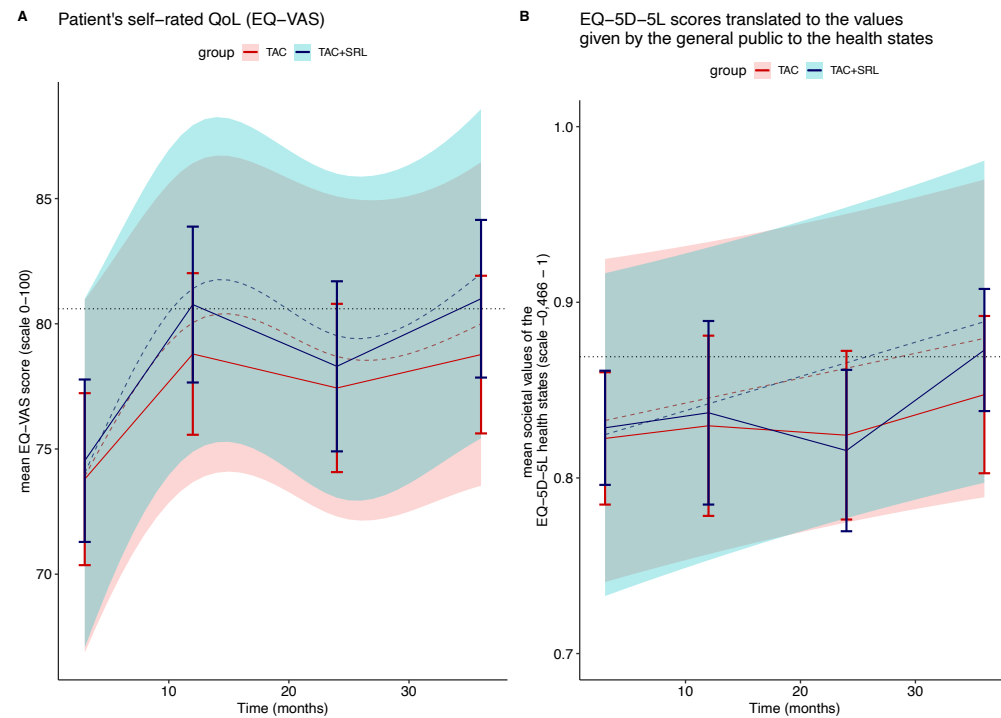 A
Patient's self−rated QoL (EQ−VAS)
group TAC TAC+SRL
mean EQ−VAS score (scale 0−100)
85
80
75
70
10 20 30
Time (months)
B
EQ−5D−5L scores translated to the values
given by the general public to the health states
group TAC TAC+SRL
mean societal values of the
EQ−5D−5L health states (scale −0,466 − 1)
1.0
0.9
0.8
0.7
10 20 30
Time (months)